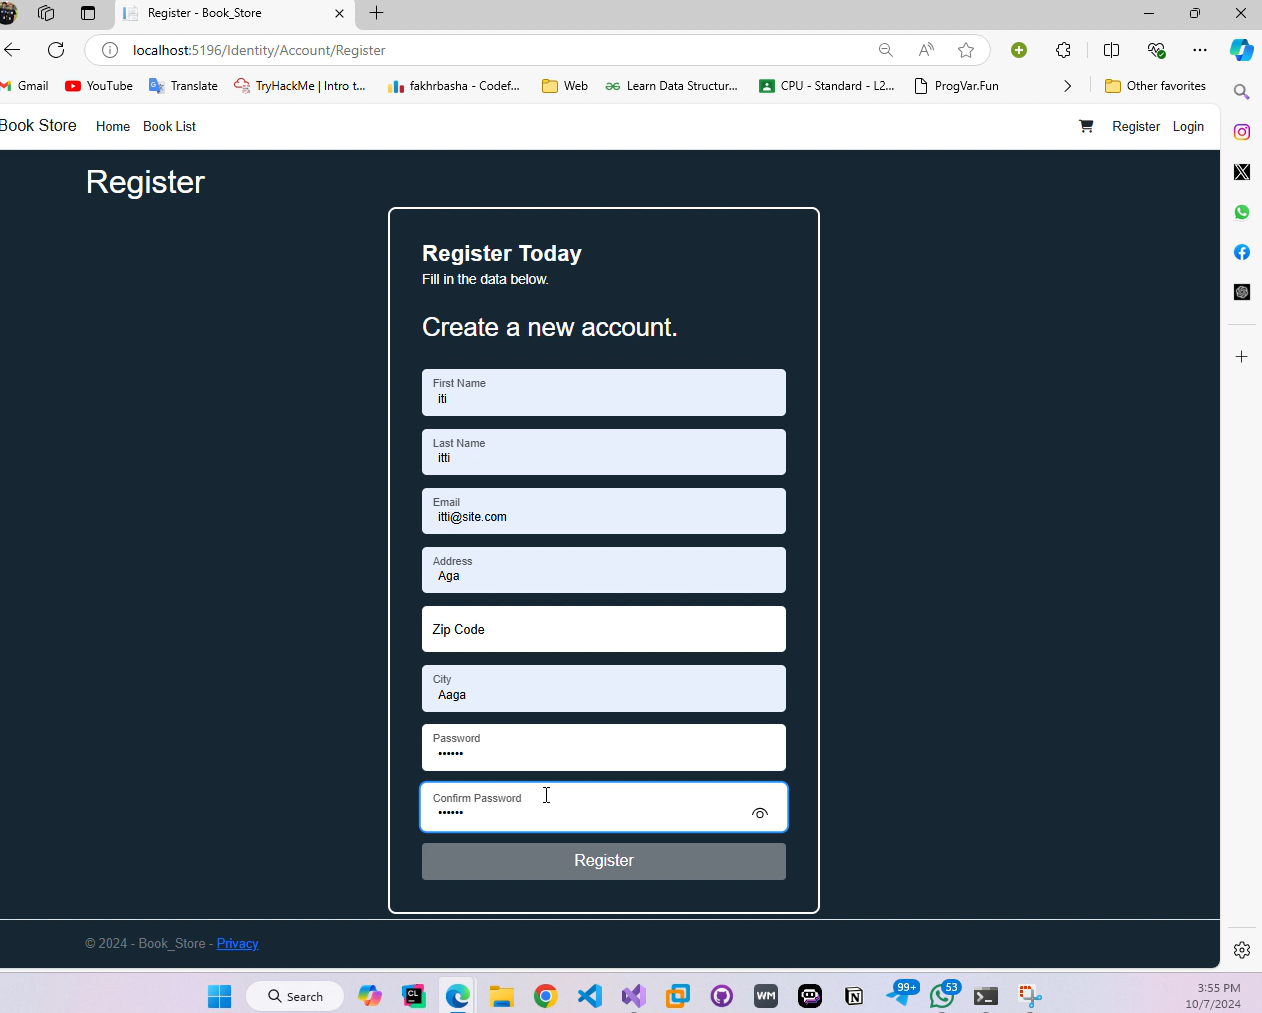 Register - Book_Store
localhost:5196/Identity/Account/Register
Gmail
YouTube
Translate
TryHackMe | Intro t...
fakhrbasha - Codef...
Web
Learn Data Structur...
CPU - Standard - L2...
ProgVar.Fun
Other favorites
Book Store
Home
Book List
Register
Login
Register
Register Today
Fill in the data below.
Create a new account.
First Name
iti
Last Name
itti
Email
itti@site.com
Address
Aga
Zip Code
City
Aaga
Password
••••••
Confirm Password
••••••
Register
© 2024 - Book_Store - Privacy
Search
CL
WM
99+
53
3:55 PM
10/7/2024